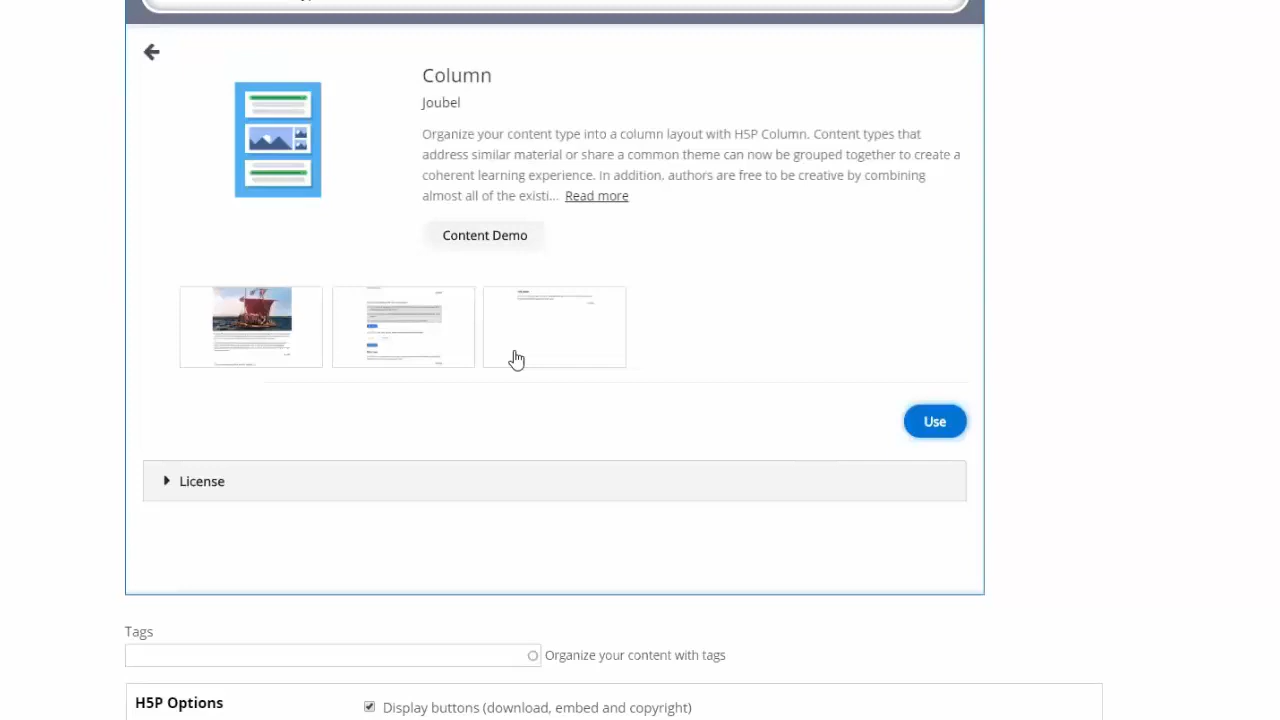 Column
Joubel
Organize your content type into a column layout with H5P Column. Content types that
address similar material or share a common theme can now be grouped together to create a
coherent learning experience. In addition, authors are free to be creative by combining
almost all of the existi... Read more
Content Demo
Use
License
Tags
Organize your content with tags
H5P Options
Display buttons (download, embed and copyright)